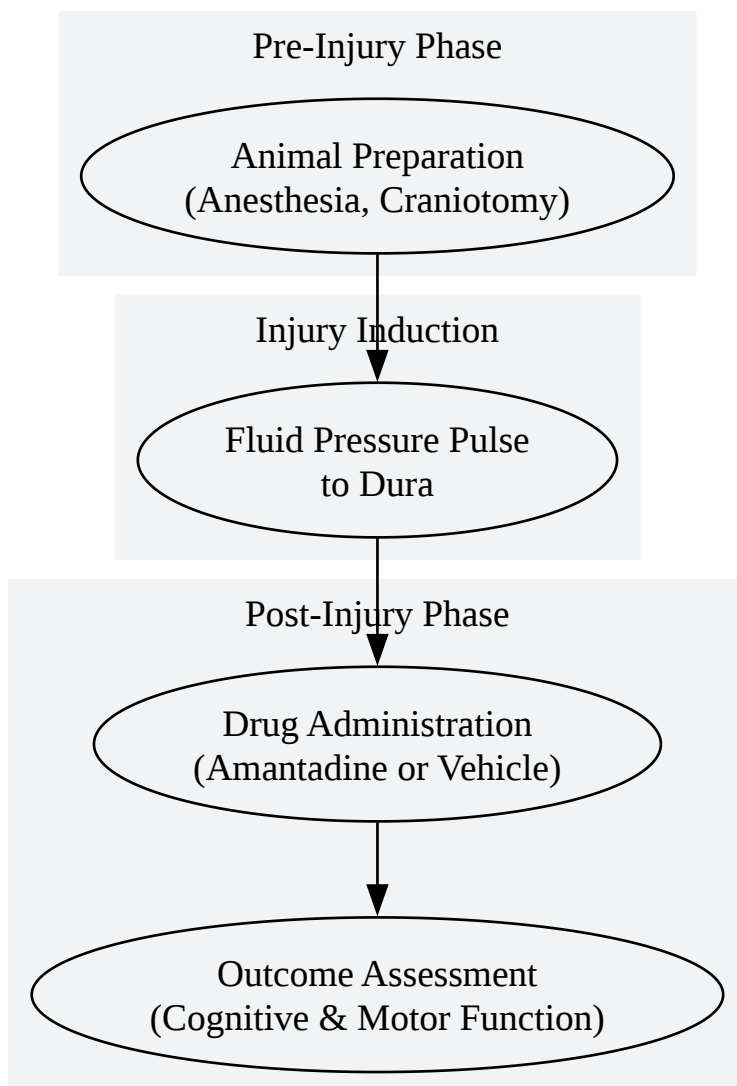 Pre-Injury Phase
Animal Preparation
(Anesthesia, Craniotomy)
Injury Induction
Fluid Pressure Pulse
to Dura
Post-Injury Phase
Drug Administration
(Amantadine or Vehicle)
Outcome Assessment
(Cognitive & Motor Function)